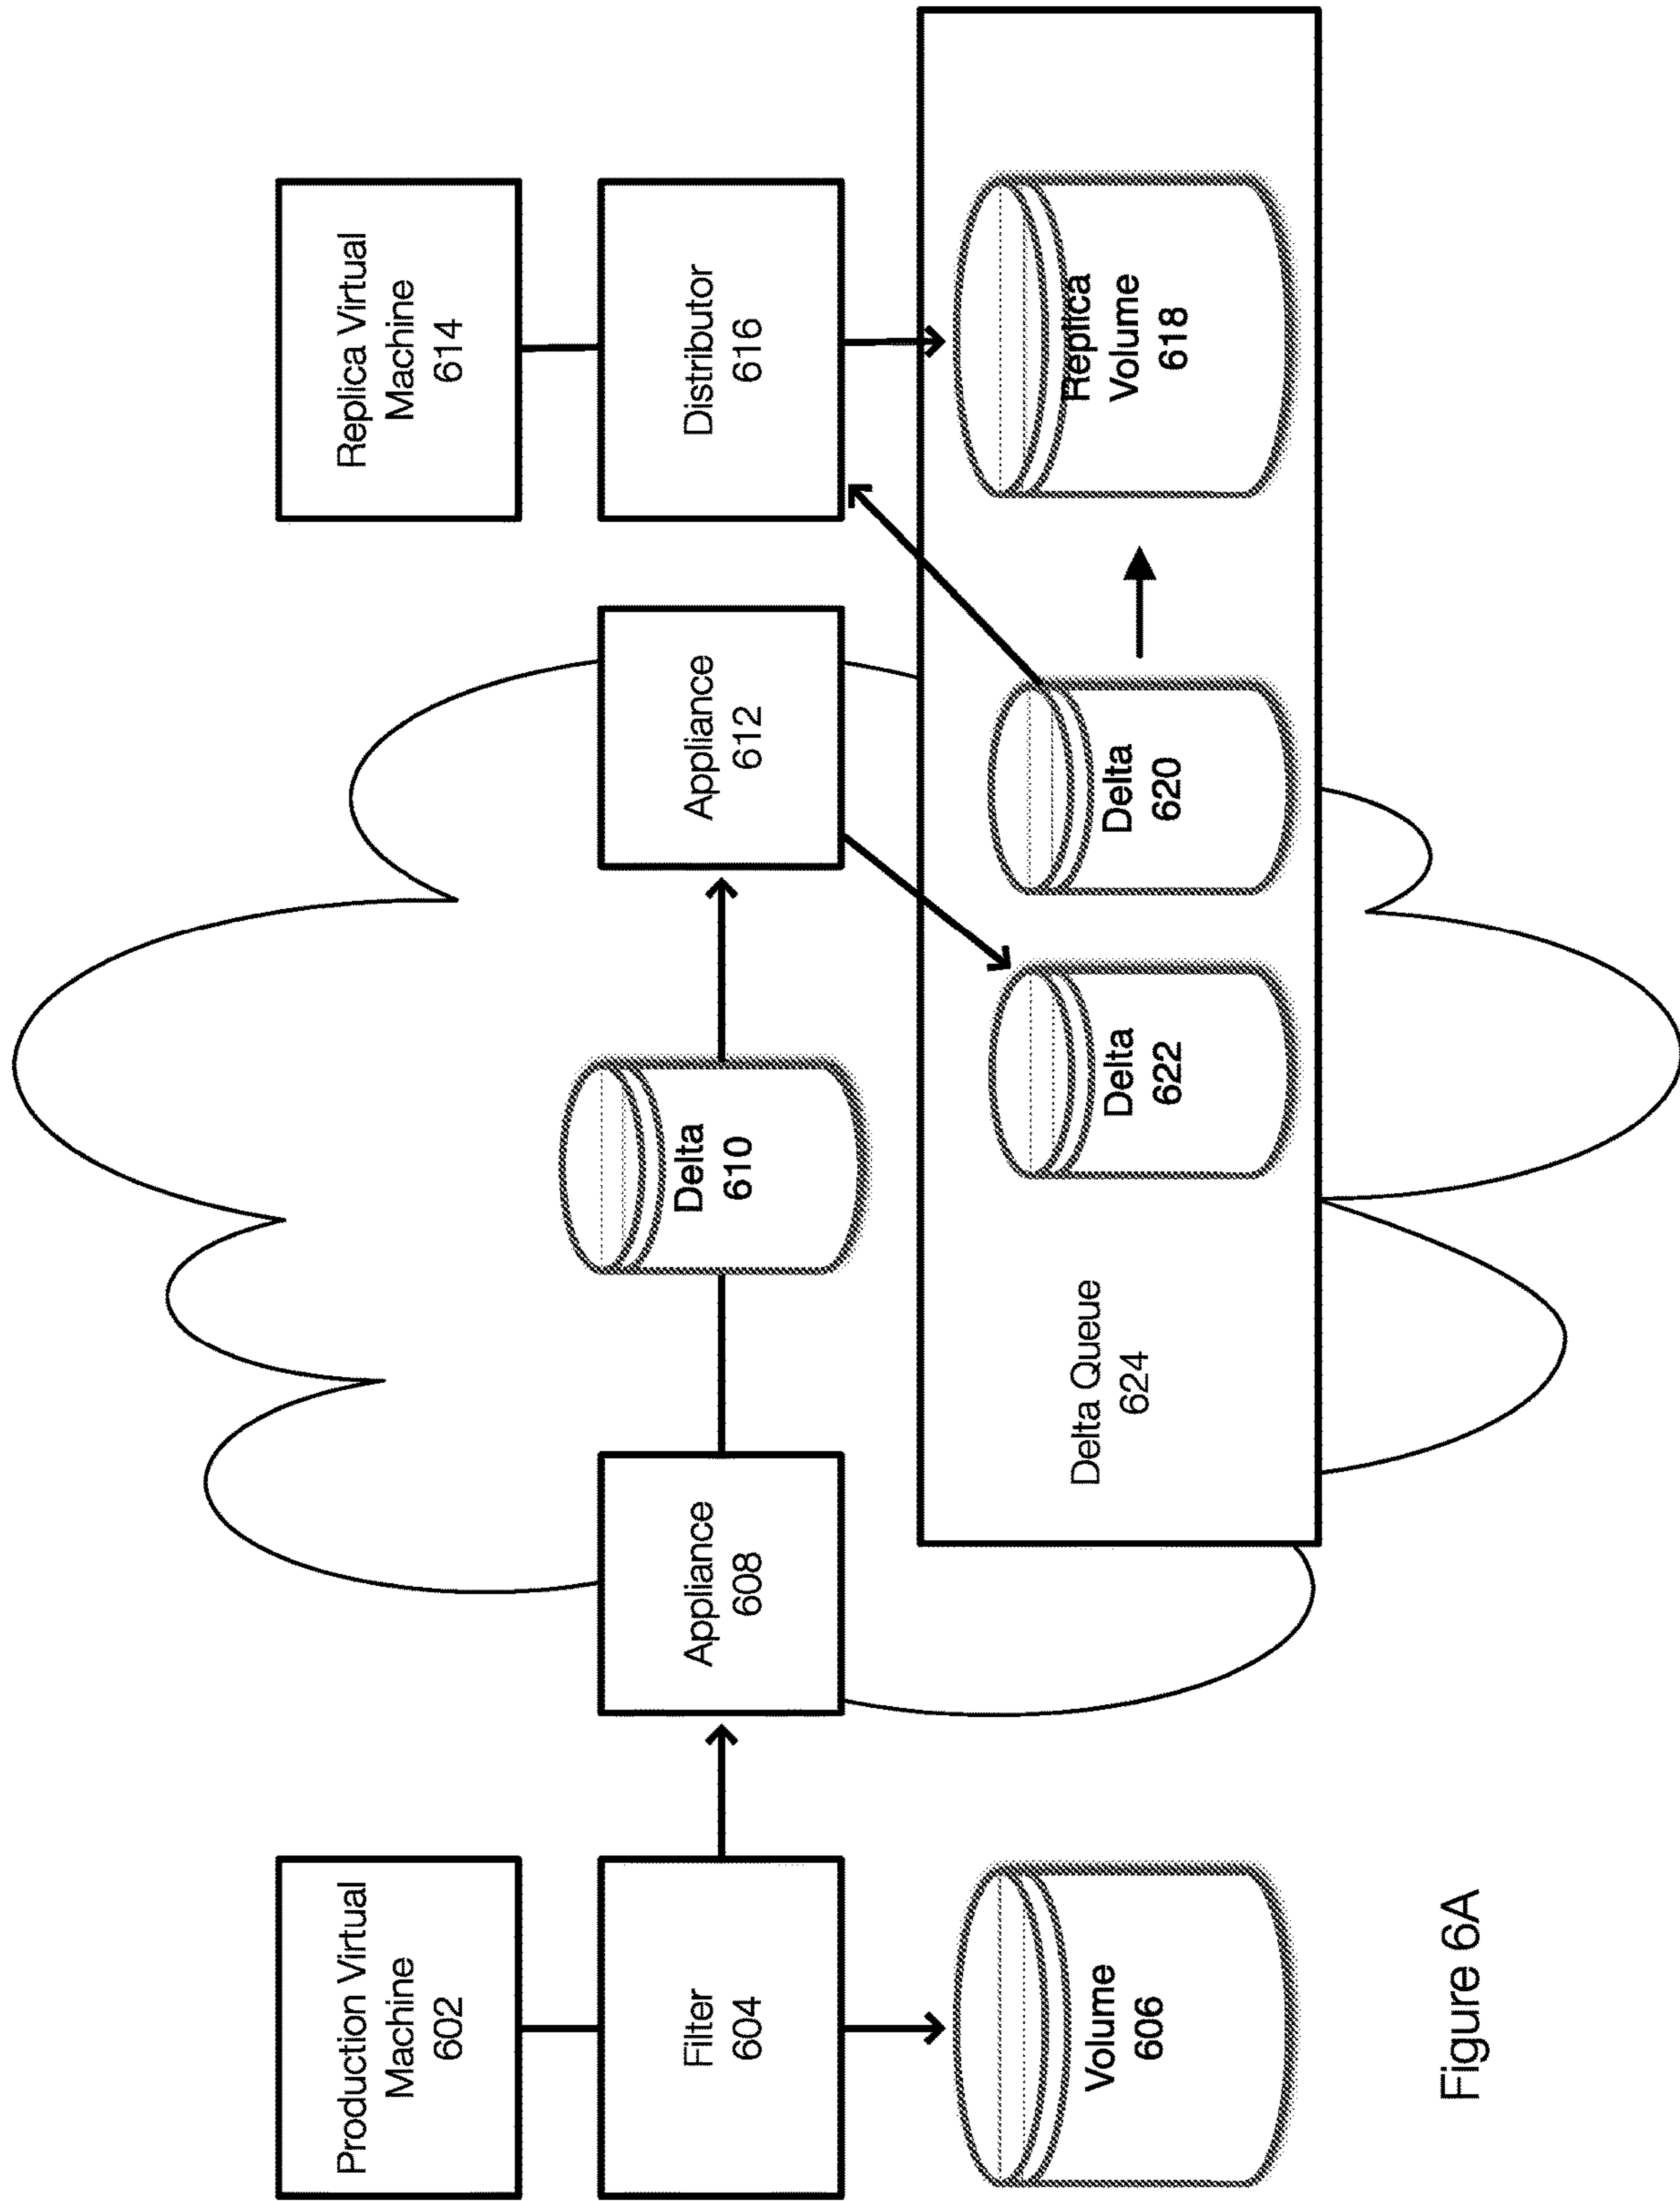 Production Virtual
Machine
602
Filter
604
Volume
606
Appliance
608
Delta
610
Appliance
612
Replica Virtual
Machine
614
Distributor
616
Delta Queue
624
Delta
622
Delta
620
Replica
Volume
618
Figure 6A